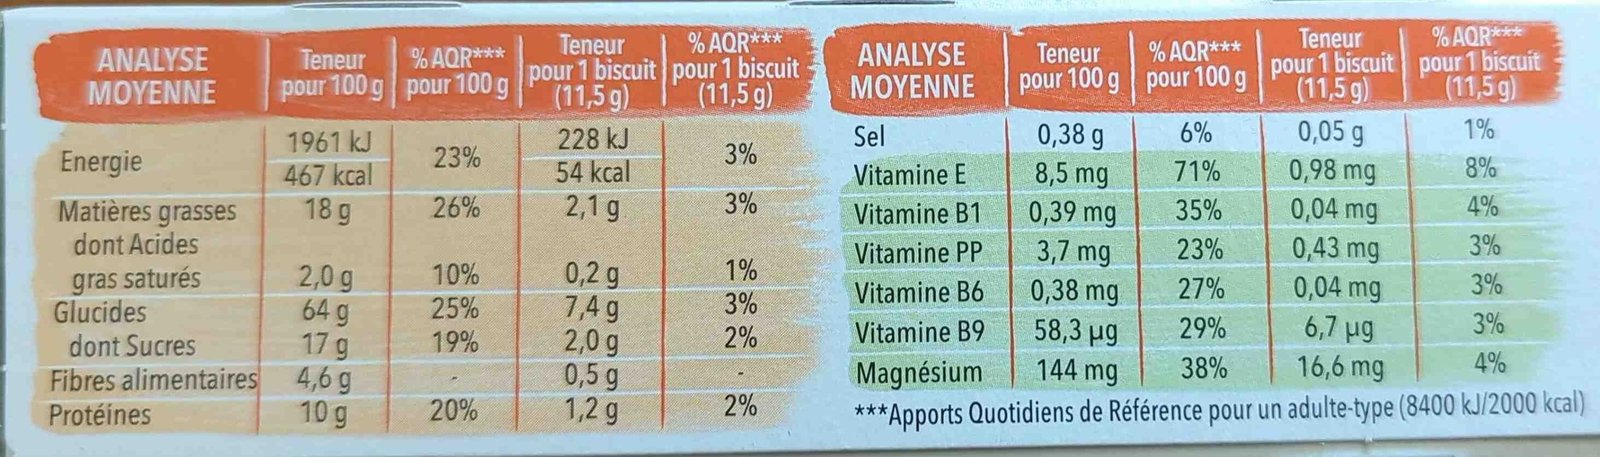 ANALYSE MOYENNE | Teneur pour 100 g | % AQR*** pour 100 g | Teneur pour 1 biscuit (11,5 g) | % AQR*** pour 1 biscuit (11,5 g)
Energie | 1961 kJ 467 kcal | 23% | 228 kJ 54 kcal | 3%
Matières grasses | 18 g | 26% | 2,1 g | 3%
dont Acides
gras saturés | 2,0 g | 10% | 0,2 g | 1%
Glucides | 64 g | 25% | 7,4 g | 3%
dont Sucres | 17 g | 19% | 2,0 g | 2%
Fibres alimentaires | 4,6 g | - | 0,5 g | -
Protéines | 10 g | 20% | 1,2 g | 2%
ANALYSE MOYENNE | Teneur pour 100 g | % AQR*** pour 100 g | Teneur pour 1 biscuit (11,5 g) | % AQR*** pour 1 biscuit (11,5 g)
Sel | 0,38 g | 6% | 0,05 g | 1%
Vitamine E | 8,5 mg | 71% | 0,98 mg | 8%
Vitamine B1 | 0,39 mg | 35% | 0,04 mg | 4%
Vitamine PP | 3,7 mg | 23% | 0,43 mg | 3%
Vitamine B6 | 0,38 mg | 27% | 0,04 mg | 3%
Vitamine B9 | 58,3 µg | 29% | 6,7 µg | 3%
Magnésium | 144 mg | 38% | 16,6 mg | 4%
***Apports Quotidiens de Référence pour un adulte-type (8400 kJ/2000 kcal)